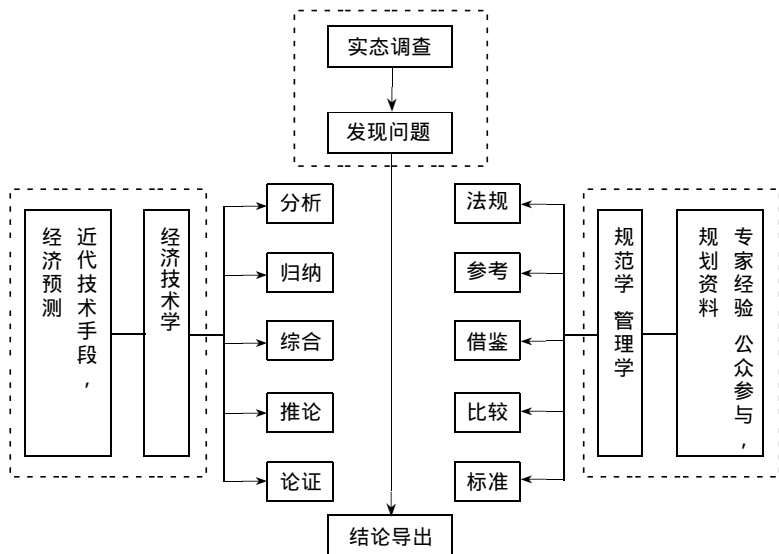 实态调查
发现问题
近代技术手段，
经济预测
经济技术学
分析
归纳
综合
推论
论证
法规
参考
借鉴
比较
标准
规范学 管理学
专家经验 公众参与，
规划资料
结论导出